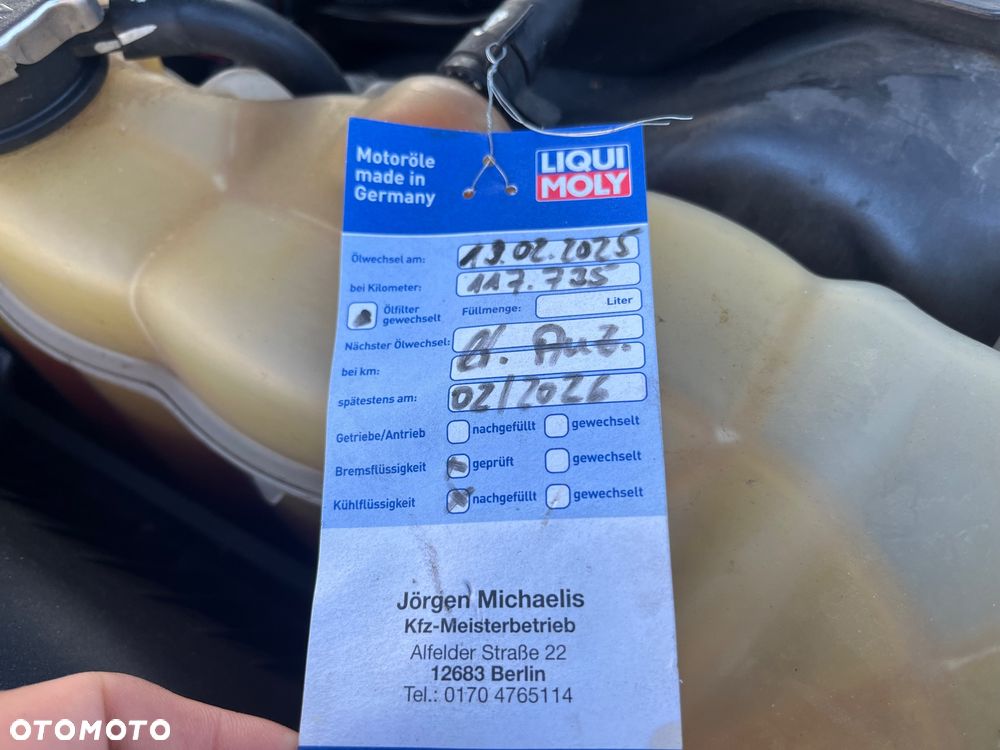 Motoröle
made in
Germany
LIQUI
MOLY
Ölwechsel am: 19.02.2025
bei Kilometer: 117.735
Ölfilter
gewechselt
Füllmenge: Liter
Nächster Ölwechsel: N. Anz.
bei km:
spätestens am: 02/2026
Getriebe/Antrieb nachgefüllt gewechselt
Bremsflüssigkeit geprüft gewechselt
Kühlflüssigkeit nachgefüllt gewechselt
Jörgen Michaelis
Kfz-Meisterbetrieb
Alfelder Straße 22
12683 Berlin
Tel.: 0170 4765114
OTOMOTO